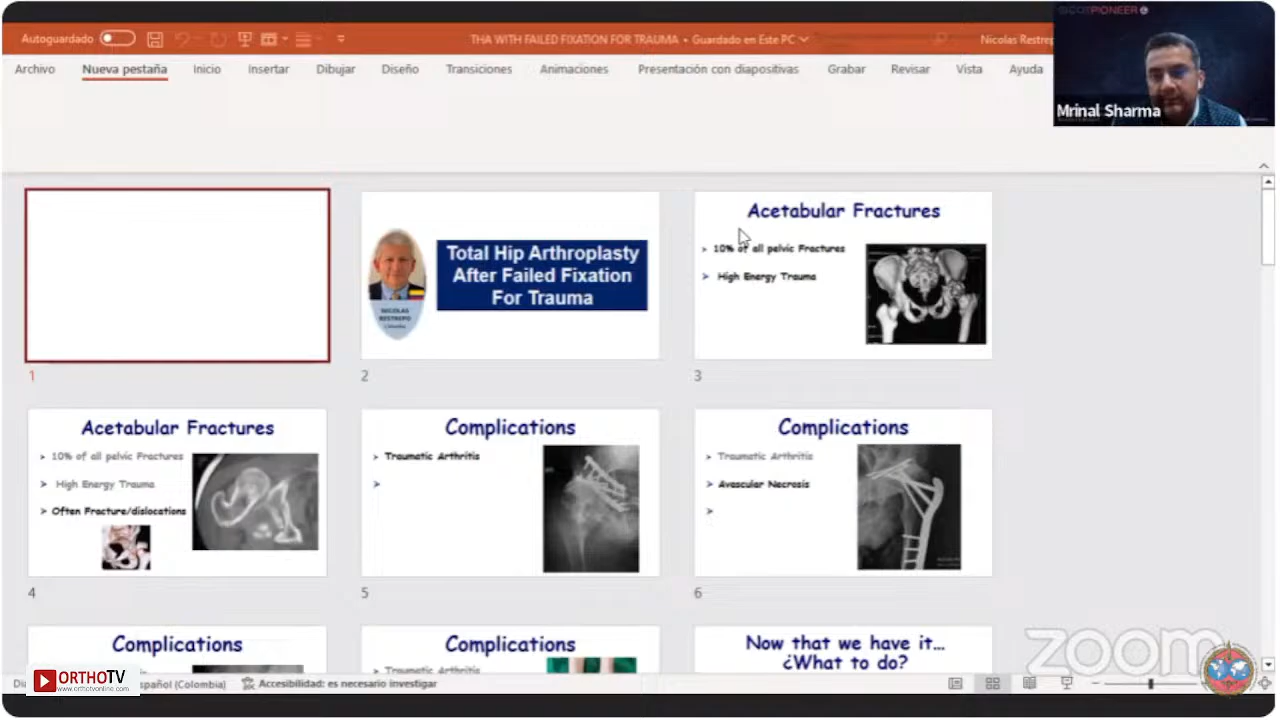 Autoguardado
THA WITH FAILED FIXATION FOR TRAUMA • Guardado en Este PC
Nicolas Restrep
PIONEER
Mrinal Sharma
Archivo Nueva pestaña Inicio Insertar Dibujar Diseño Transiciones Animaciones Presentación con diapositivas Grabar Revisar Vista Ayuda
1
NICOLAS
RESTREPO
Colombia
Total Hip Arthroplasty
After Failed Fixation
For Trauma
2
Acetabular Fractures
10% of all pelvic Fractures
High Energy Trauma
3
Acetabular Fractures
10% of all pelvic Fractures
High Energy Trauma
Often Fracture/dislocations
4
Complications
Traumatic Arthritis
5
Complications
Traumatic Arthritis
Avascular Necrosis
6
Complications
Complications
Traumatic Arthritis
Now that we have it...
¿What to do?
zoom
ORTHOTV
www.orthotvonline.com
spañol (Colombia)
Accesibilidad: es necesario investigar